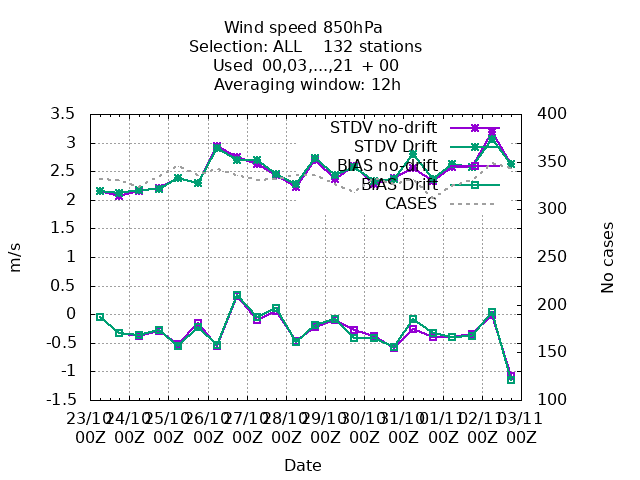 Wind speed 850hPa
Selection: ALL 132 stations
Used 00,03,...,21 + 00
Averaging window: 12h
3.5
3
2.5
2
1.5
1
0.5
0
-0.5
-1
-1.5
m/s
400
350
300
250
200
150
100
No cases
STDV no-drift
STDV Drift
BIAS no-drift
BIAS Drift
CASES
23/10 24/10 25/10 26/10 27/10 28/10 29/10 30/10 31/10 01/11 02/11 03/11
00Z 00Z 00Z 00Z 00Z 00Z 00Z 00Z 00Z 00Z 00Z 00Z
Date